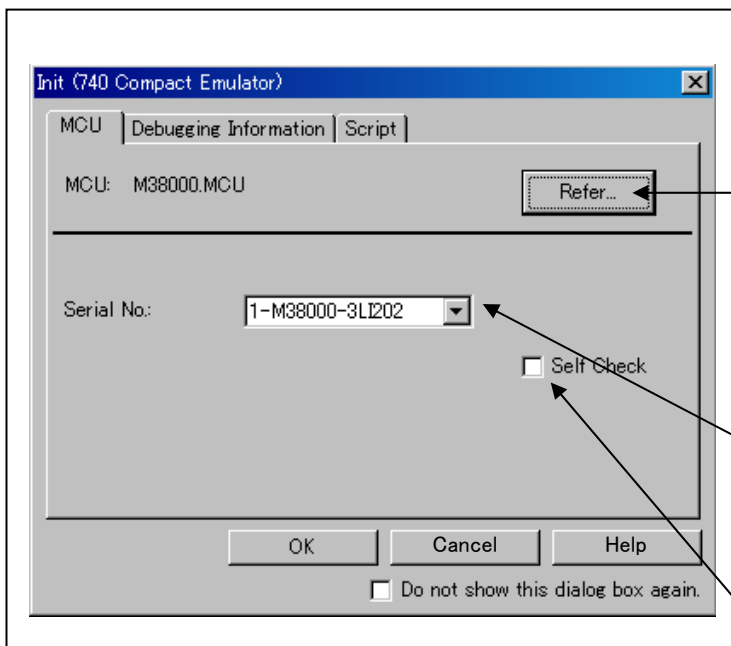 Init (740 Compact Emulator)
MCU Debugging Information Script
MCU: M38000.MCU Refer...
Serial No.: 1-M38000-3LI202
Self Check
OK Cancel Help
Do not show this dialog box again.